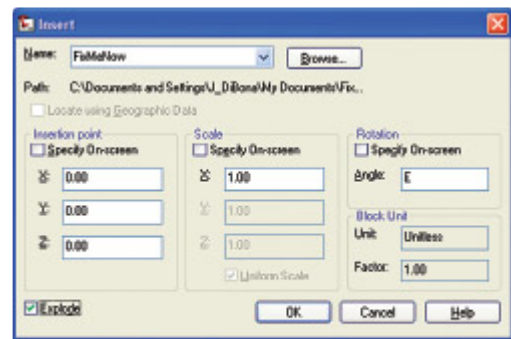 Insert
Name: FixMeNow Browse...
Path: C:\Documents and Settings\J_DiBona\My Documents\Fix...
Locate using Geographic Data
Insertion point
Specify On-screen
X: 0.00
Y: 0.00
Z: 0.00
Scale
Specify On-screen
X: 1.00
Y: 1.00
Z: 1.00
Uniform Scale
Rotation
Specify On-screen
Angle: E
Block Unit
Unit: Unitless
Factor: 1.00
Explode
OK Cancel Help